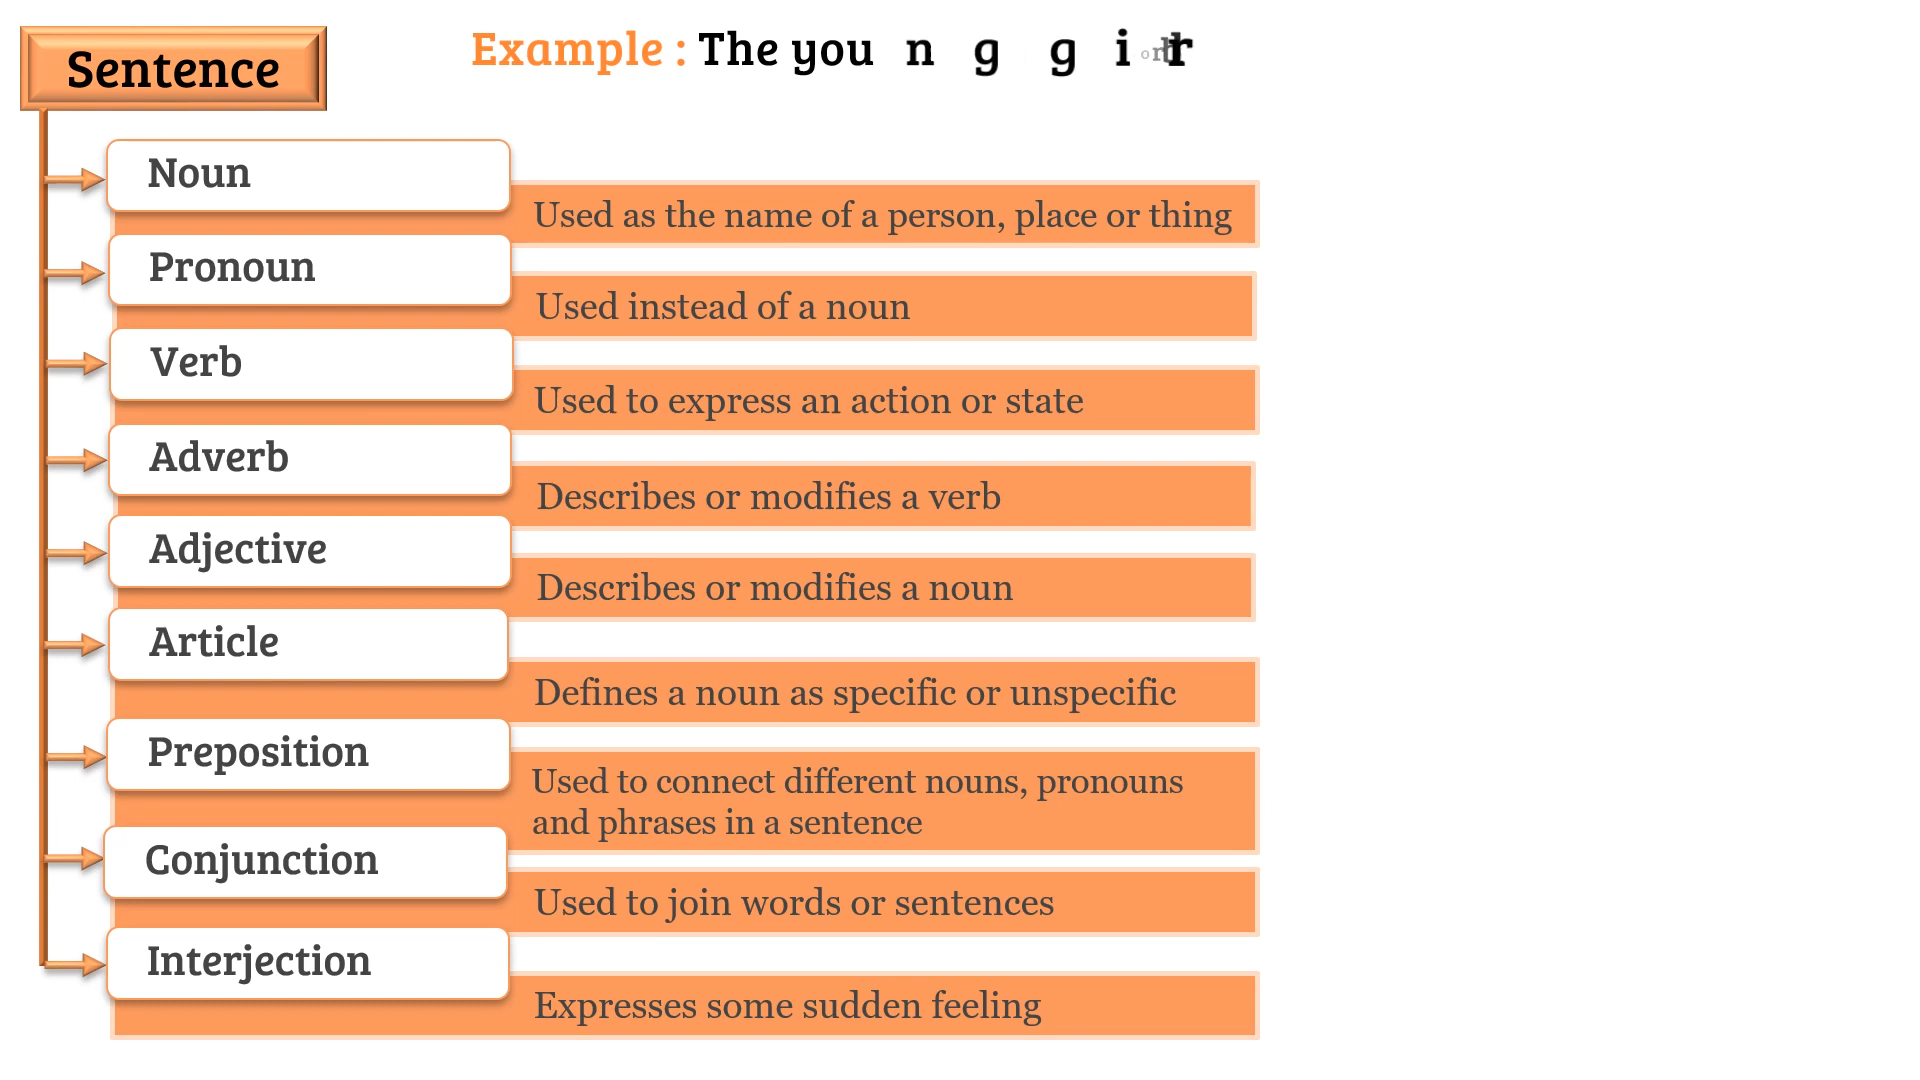 Sentence
Example : The young gi
Noun
Used as the name of a person, place or thing
Pronoun
Used instead of a noun
Verb
Used to express an action or state
Adverb
Describes or modifies a verb
Adjective
Describes or modifies a noun
Article
Defines a noun as specific or unspecific
Preposition
Used to connect different nouns, pronouns
and phrases in a sentence
Conjunction
Used to join words or sentences
Interjection
Expresses some sudden feeling